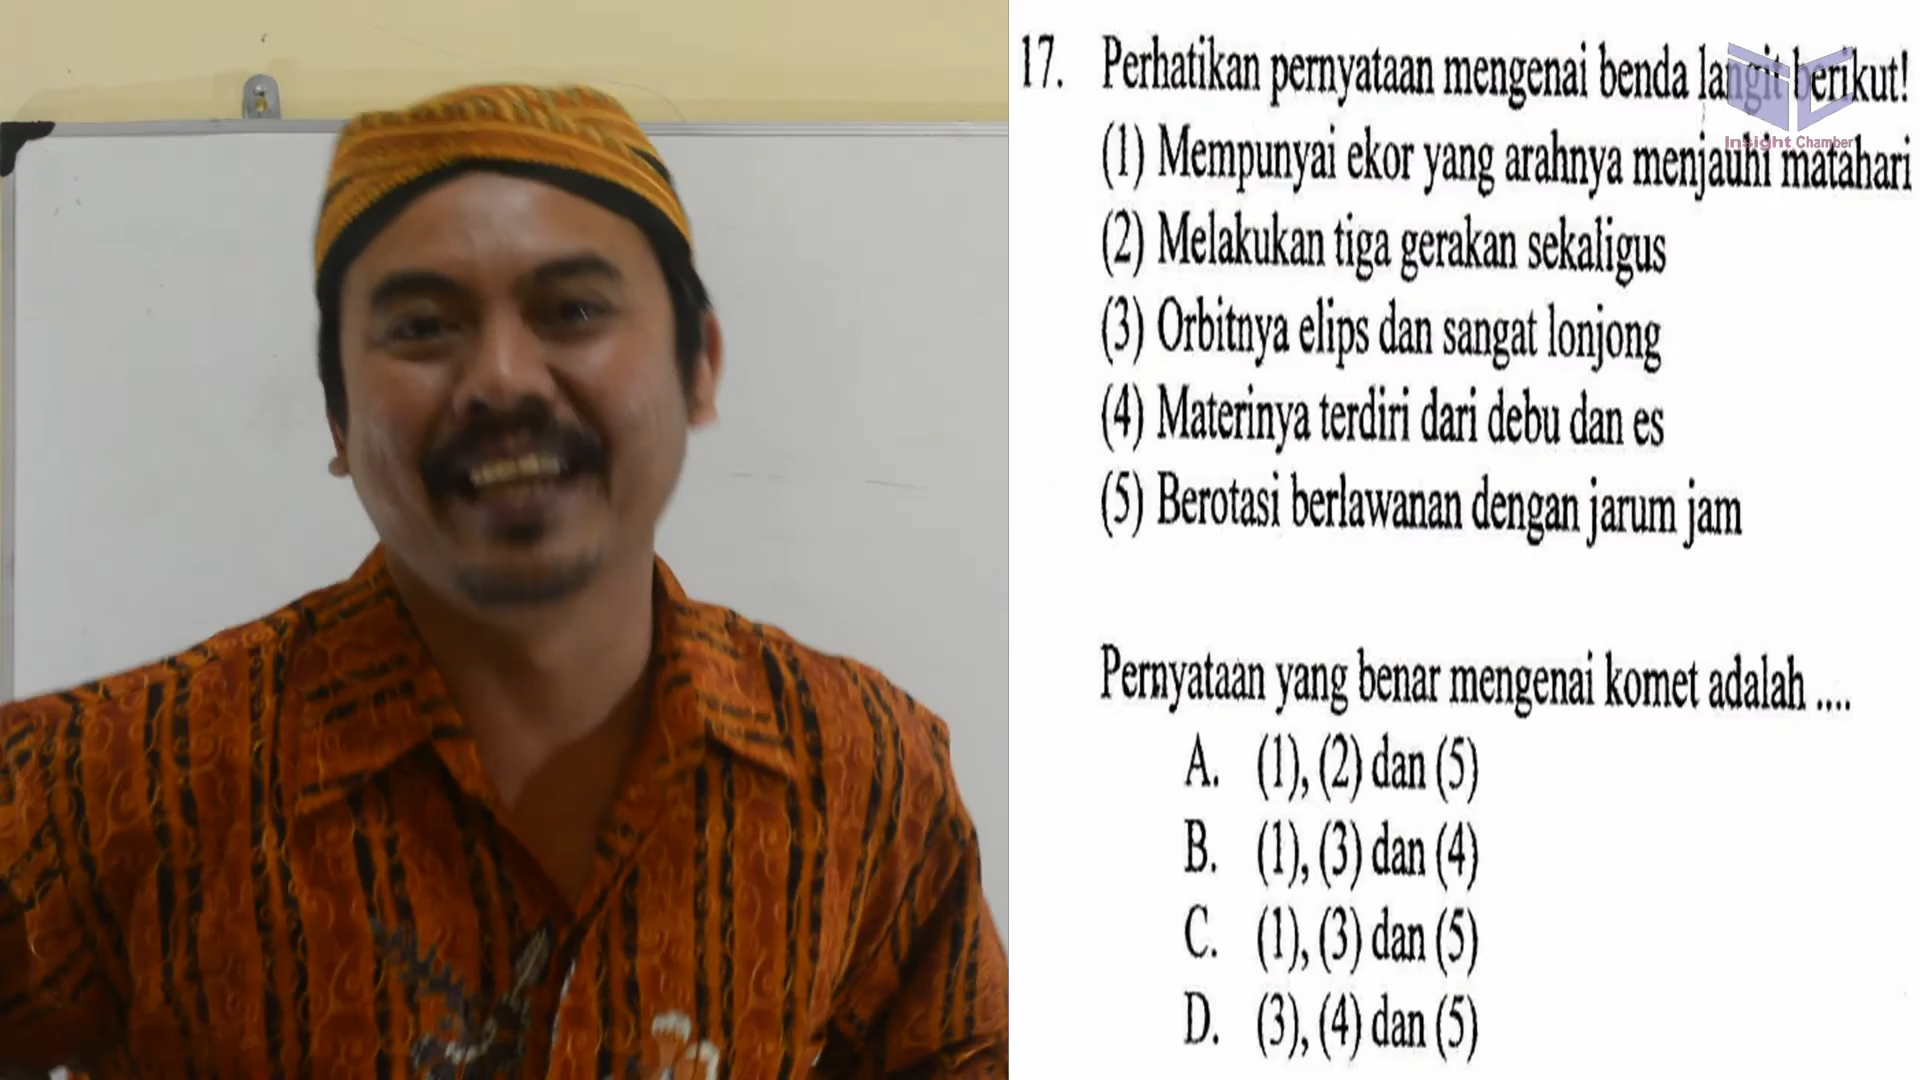 17. Perhatikan pernyataan mengenai benda langit berikut!
(1) Mempunyai ekor yang arahnya menjauhi matahari
(2) Melakukan tiga gerakan sekaligus
(3) Orbitnya elips dan sangat lonjong
(4) Materinya terdiri dari debu dan es
(5) Berotasi berlawanan dengan jarum jam
Pernyataan yang benar mengenai komet adalah ....
A. (1), (2) dan (5)
B. (1), (3) dan (4)
C. (1), (3) dan (5)
D. (3), (4) dan (5)
Insight Chamber